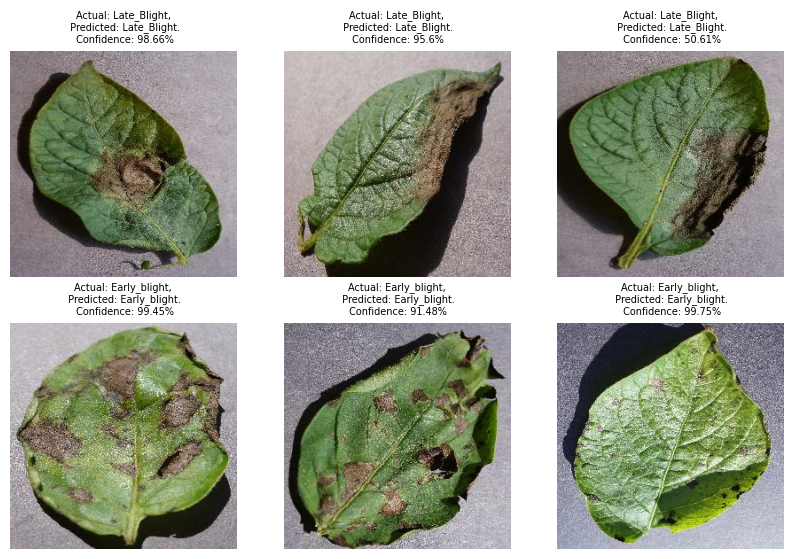 Actual: Late_Blight,
Predicted: Late_Blight.
Confidence: 98.66%
Actual: Late_Blight,
Predicted: Late_Blight.
Confidence: 95.6%
Actual: Late_Blight,
Predicted: Late_Blight.
Confidence: 50.61%
Actual: Early_blight,
Predicted: Early_blight.
Confidence: 99.45%
Actual: Early_blight,
Predicted: Early_blight.
Confidence: 91.48%
Actual: Early_blight,
Predicted: Early_blight.
Confidence: 99.75%